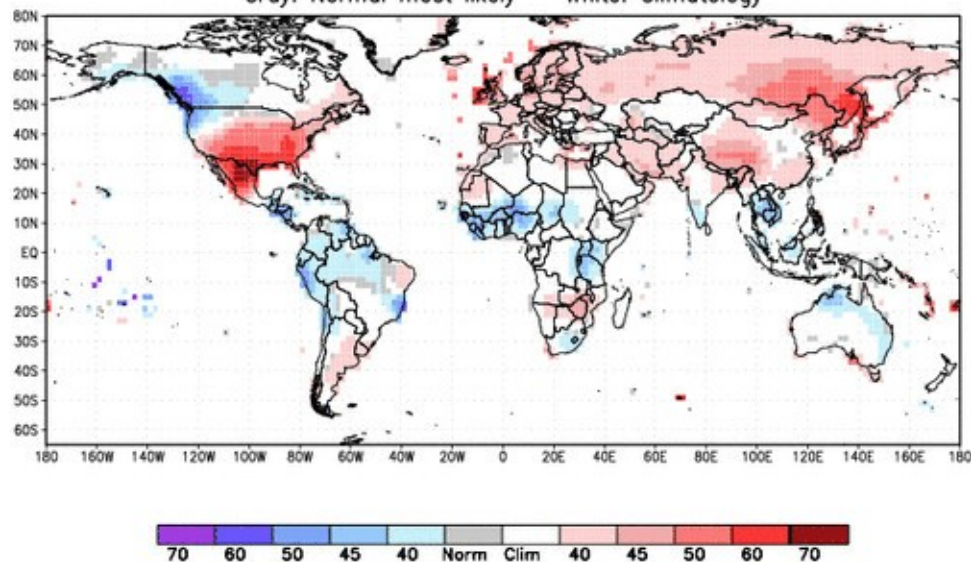 Gray: Normal most likely White: Climatology
80N
70N
60N
50N
40N
30N
20N
10N
EQ
10S
20S
30S
40S
50S
60S
180 160W 140W 120W 100W 80W 60W 40W 20W 0 20E 40E 60E 80E 100E 120E 140E 160E 180
70 60 50 45 40 Norm Clim 40 45 50 60 70